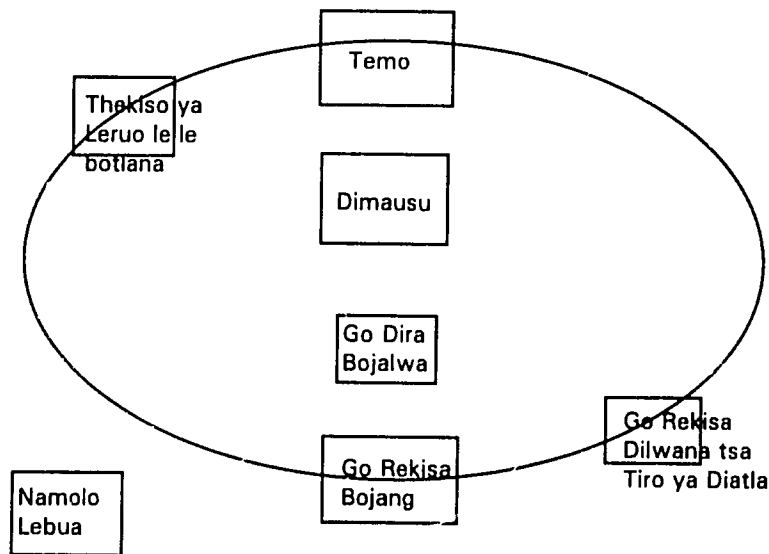 Temo
Thekiso ya
Leruo le le
botlana
Dimausu
Go Dira
Bojalwa
Go Rekisa
Dilwana tsa
Tiro ya Diatla
Go Rekisa
Bojang
Namolo
Lebua